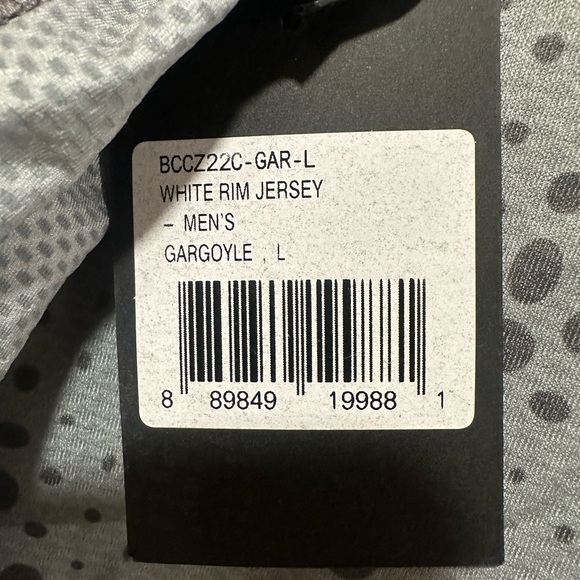 BCCZ22C-GAR-L
WHITE RIM JERSEY
- MEN'S
GARGOYLE , L
8 89849 19988 1